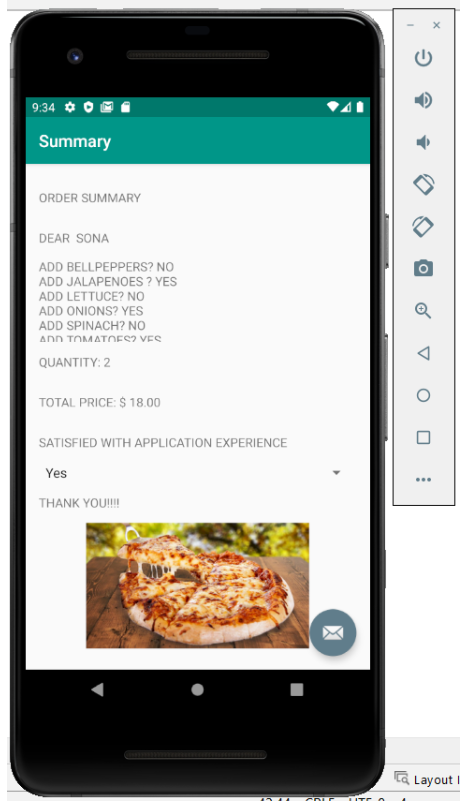 9:34
Summary
ORDER SUMMARY
DEAR SONA
ADD BELLPEPPERS? NO
ADD JALAPENOES ? YES
ADD LETTUCE? NO
ADD ONIONS? YES
ADD SPINACH? NO
ADD TOMATOES? YES
QUANTITY: 2
TOTAL PRICE: $ 18.00
SATISFIED WITH APPLICATION EXPERIENCE
Yes
THANK YOU!!!!
Layout I